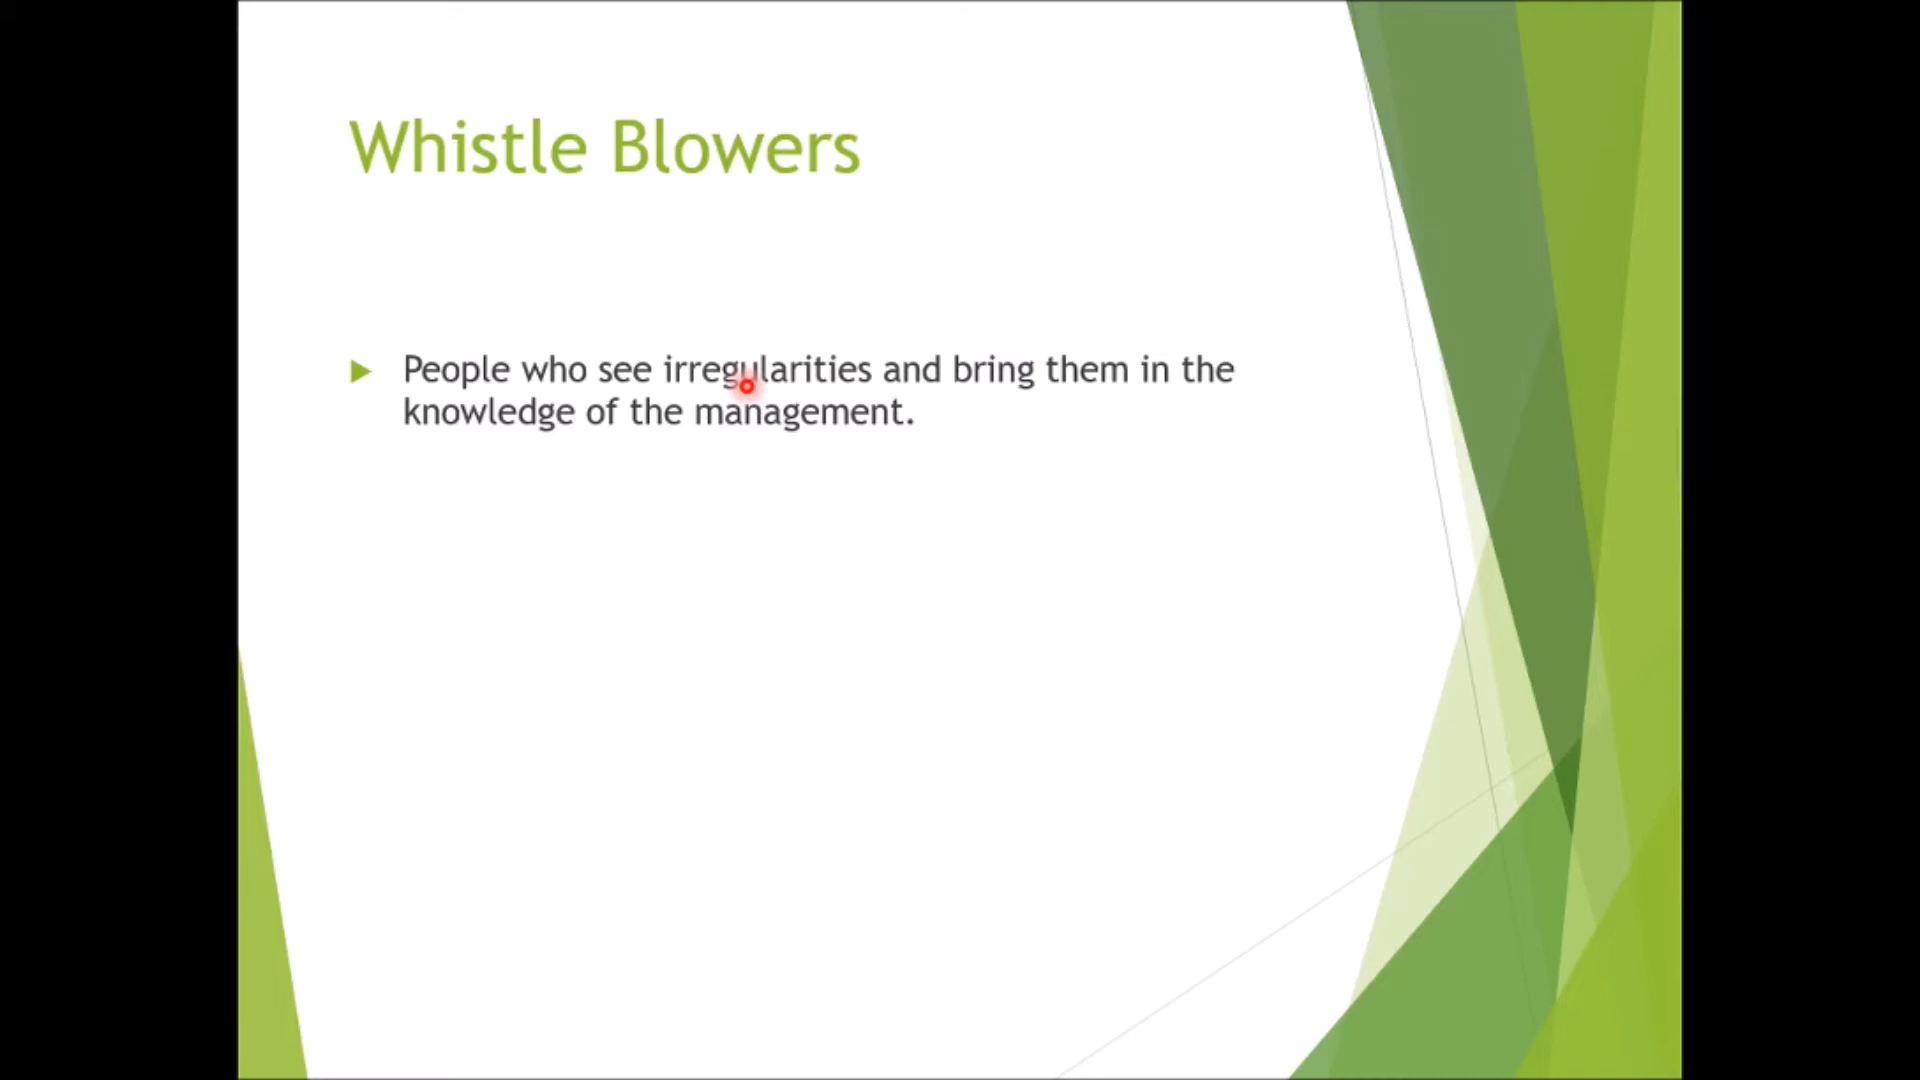 Whistle Blowers
People who see irregularities and bring them in the
knowledge of the management.